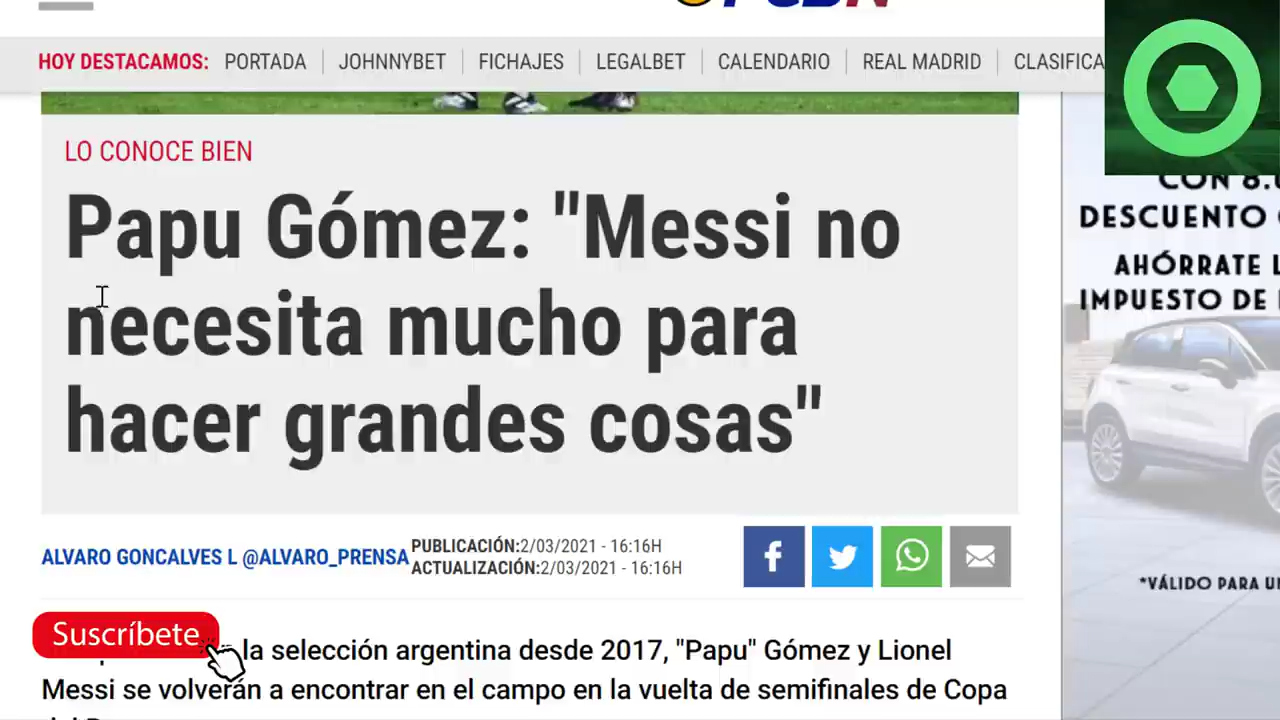 HOY DESTACAMOS: PORTADA JOHNNYBET FICHAJES LEGALBET CALENDARIO REAL MADRID CLASIFICA
LO CONOCE BIEN
Papu Gómez: "Messi no
necesita mucho para
hacer grandes cosas"
ALVARO GONCALVES L @ALVARO_PRENSA
PUBLICACIÓN:2/03/2021 - 16:16H
ACTUALIZACIÓN:2/03/2021 - 16:16H
Suscríbete
la selección argentina desde 2017, "Papu" Gómez y Lionel
Messi se volverán a encontrar en el campo en la vuelta de semifinales de Copa
CON 8.
DESCUENTO
AHÓRRATE
IMPUESTO DE
*VÁLIDO PARA